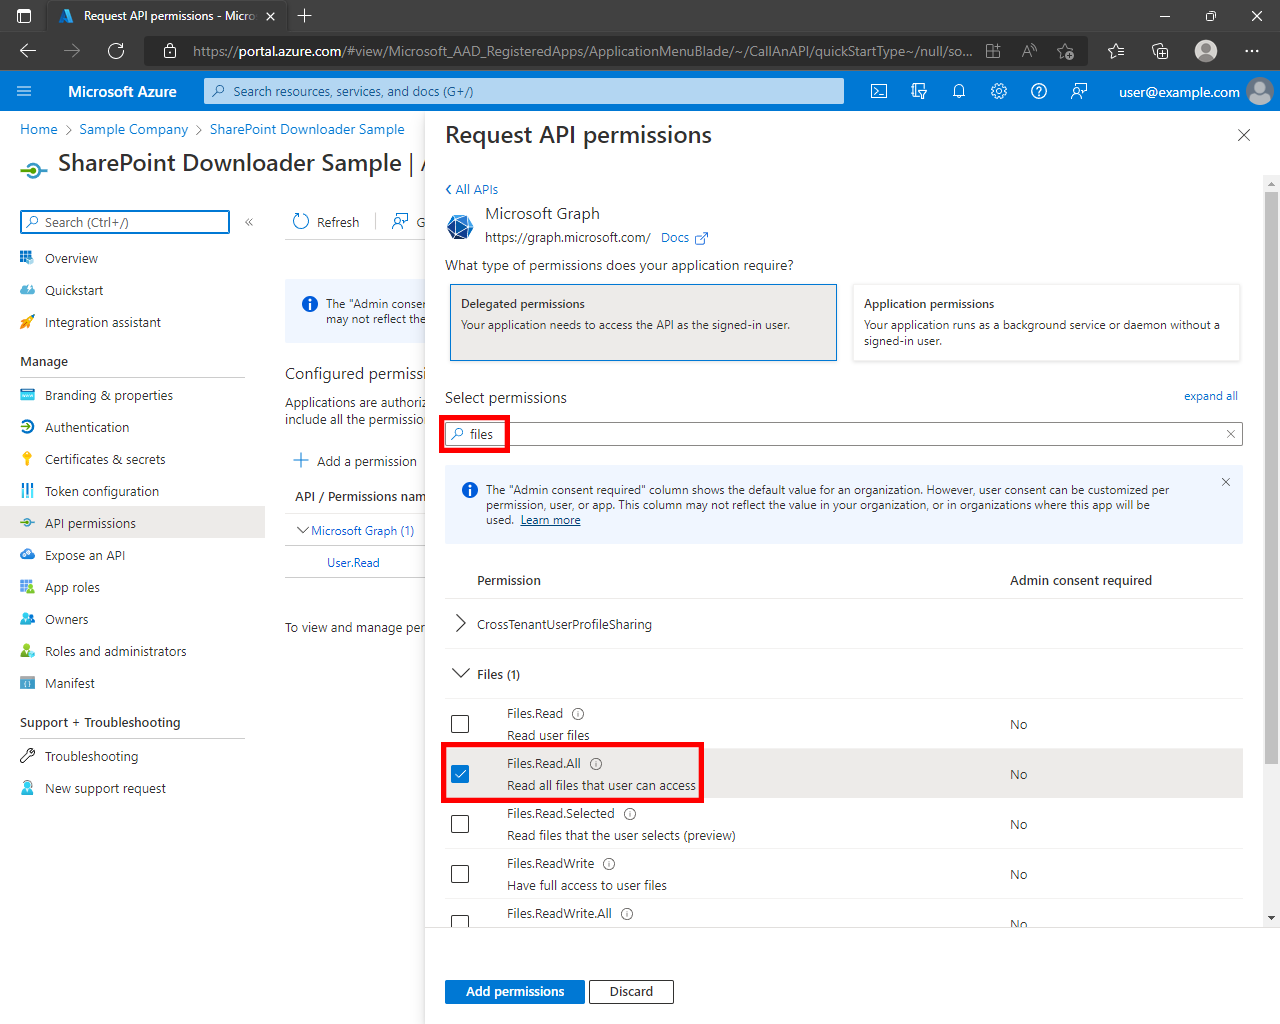 Request API permissions - Micro
https://portal.azure.com/#view/Microsoft_AAD_RegisteredApps/ApplicationMenuBlade/~/CallAnAPI/quickStartType~/null/so...
Microsoft Azure
Search resources, services, and docs (G+/)
user@example.com
Home > Sample Company > SharePoint Downloader Sample
SharePoint Downloader Sample |
Search (Ctrl+/)
«
Overview
Quickstart
Integration assistant
Manage
Branding & properties
Authentication
Certificates & secrets
Token configuration
API permissions
Expose an API
App roles
Owners
Roles and administrators
Manifest
Support + Troubleshooting
Troubleshooting
New support request
Refresh
G
The "Admin consent
may not reflect the
Configured permissi
Applications are authoriz
include all the permission
Add a permission
API / Permissions nam
Microsoft Graph (1)
User.Read
To view and manage per
Request API permissions
All APIs
Microsoft Graph
https://graph.microsoft.com/ Docs
What type of permissions does your application require?
Delegated permissions
Your application needs to access the API as the signed-in user.
Application permissions
Your application runs as a background service or daemon without a
signed-in user.
Select permissions
expand all
files
The "Admin consent required" column shows the default value for an organization. However, user consent can be customized per
permission, user, or app. This column may not reflect the value in your organization, or in organizations where this app will be
used. Learn more
Permission
Admin consent required
CrossTenantUserProfileSharing
Files (1)
Files.Read
Read user files
No
Files.Read.All
Read all files that user can access
No
Files.Read.Selected
Read files that the user selects (preview)
No
Files.ReadWrite
Have full access to user files
No
Files.ReadWrite.All
No
Add permissions
Discard